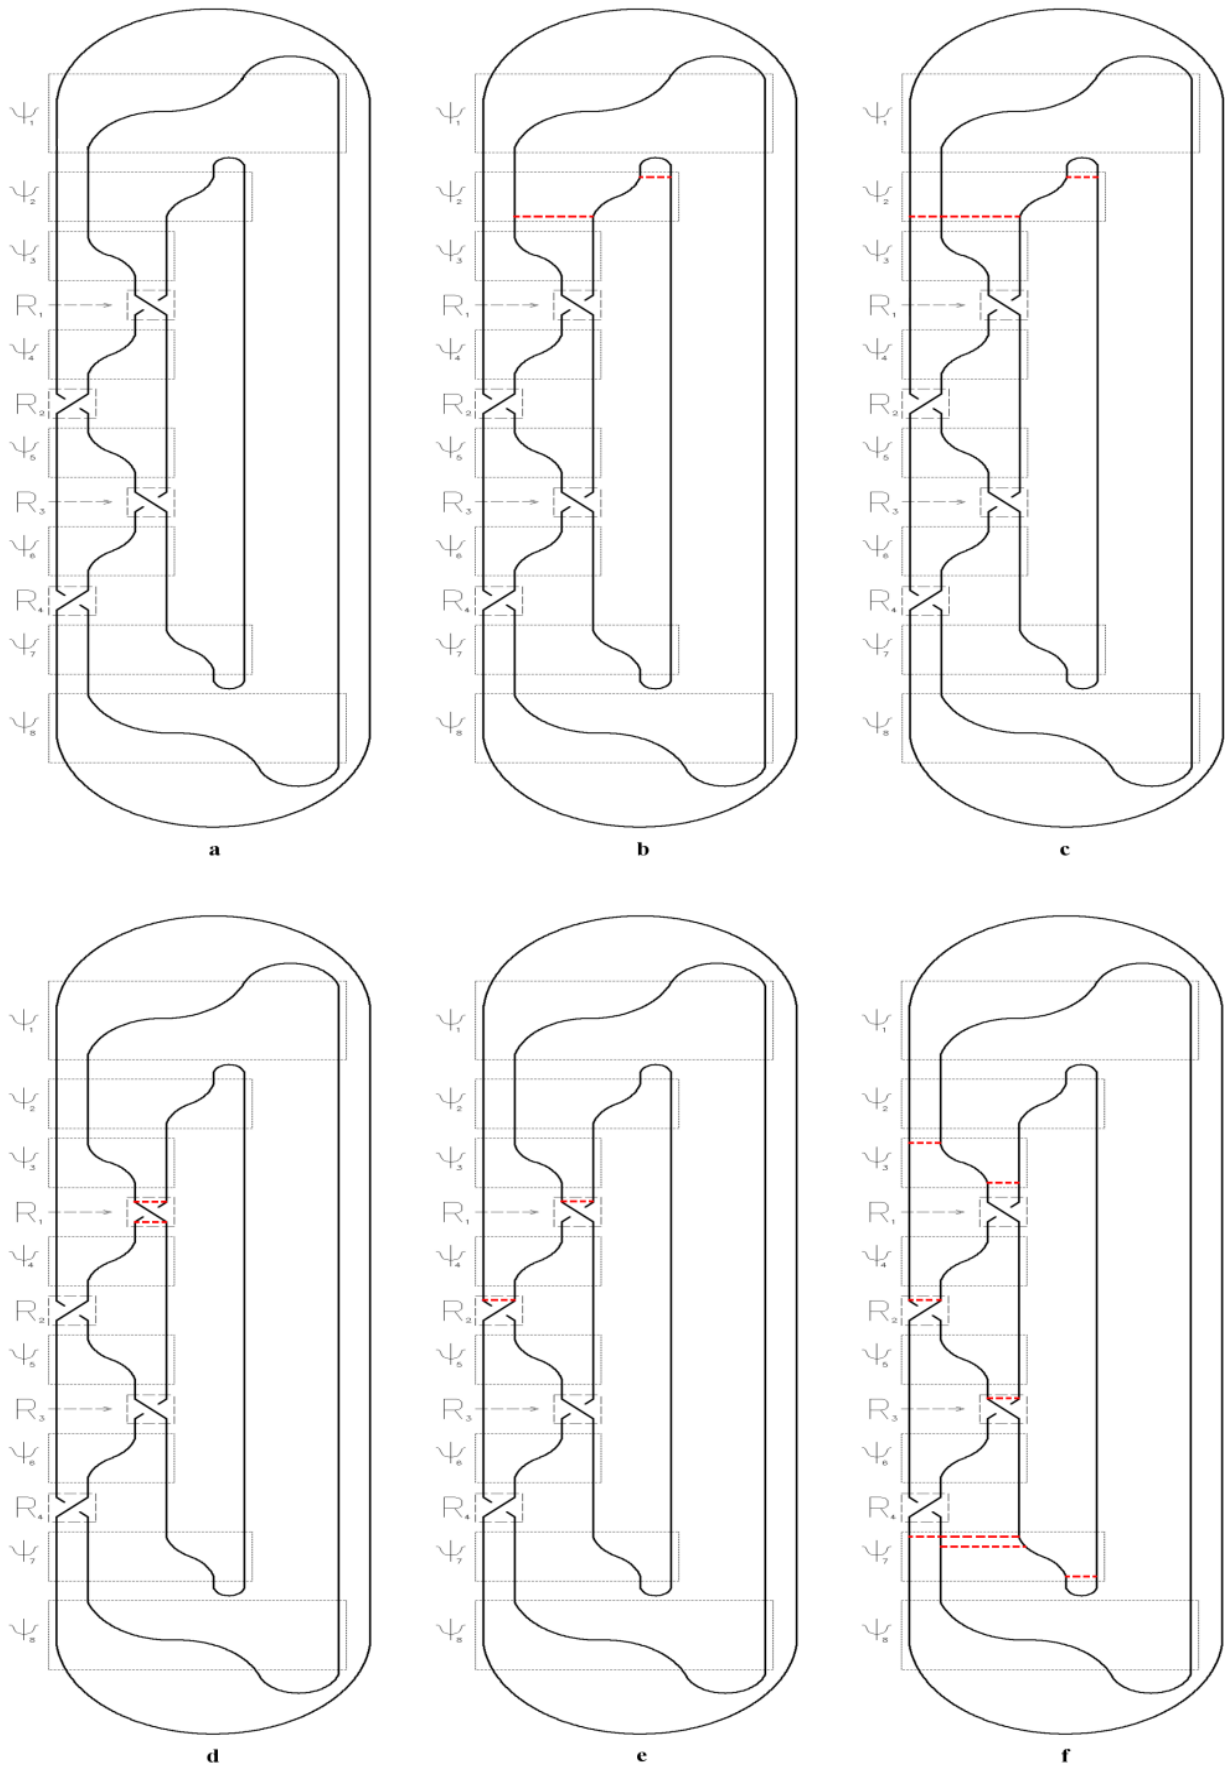 Ψ₁ Ψ₁ Ψ₁
Ψ₂ Ψ₂ Ψ₂
Ψ₃ Ψ₃ Ψ₃
R₁ R₁ R₁
Ψ₄ Ψ₄ Ψ₄
R₂ R₂ R₂
Ψ₅ Ψ₅ Ψ₅
R₃ R₃ R₃
Ψ₆ Ψ₆ Ψ₆
R₄ R₄ R₄
Ψ₇ Ψ₇ Ψ₇
Ψ₈ Ψ₈ Ψ₈
a b c
Ψ₁ Ψ₁ Ψ₁
Ψ₂ Ψ₂ Ψ₂
Ψ₃ Ψ₃ Ψ₃
R₁ R₁ R₁
Ψ₄ Ψ₄ Ψ₄
R₂ R₂ R₂
Ψ₅ Ψ₅ Ψ₅
R₃ R₃ R₃
Ψ₆ Ψ₆ Ψ₆
R₄ R₄ R₄
Ψ₇ Ψ₇ Ψ₇
Ψ₈ Ψ₈ Ψ₈
d e f